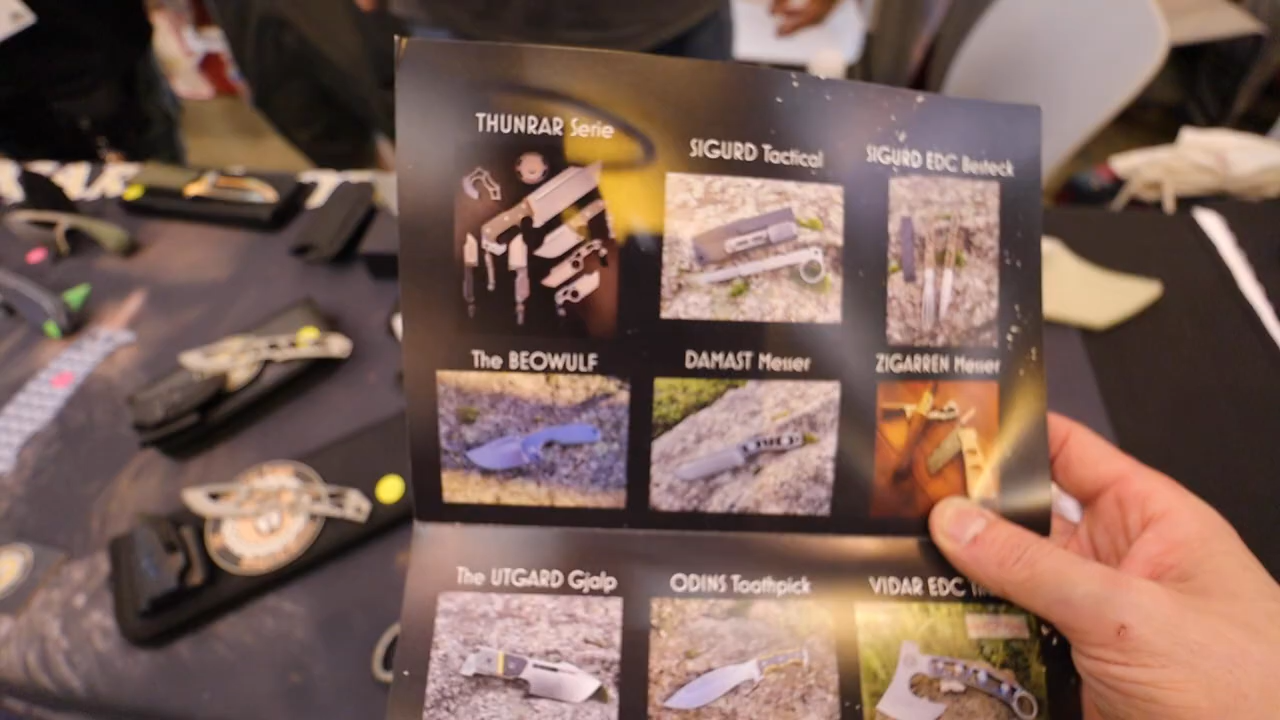 THUNRAR Serie
SIGURD Tactical
SIGURD EDC Besteck
The BEOWULF
DAMAST Messer
ZIGARREN Messer
The UTGARD Gjalp
ODINS Toothpick
VIDAR EDC